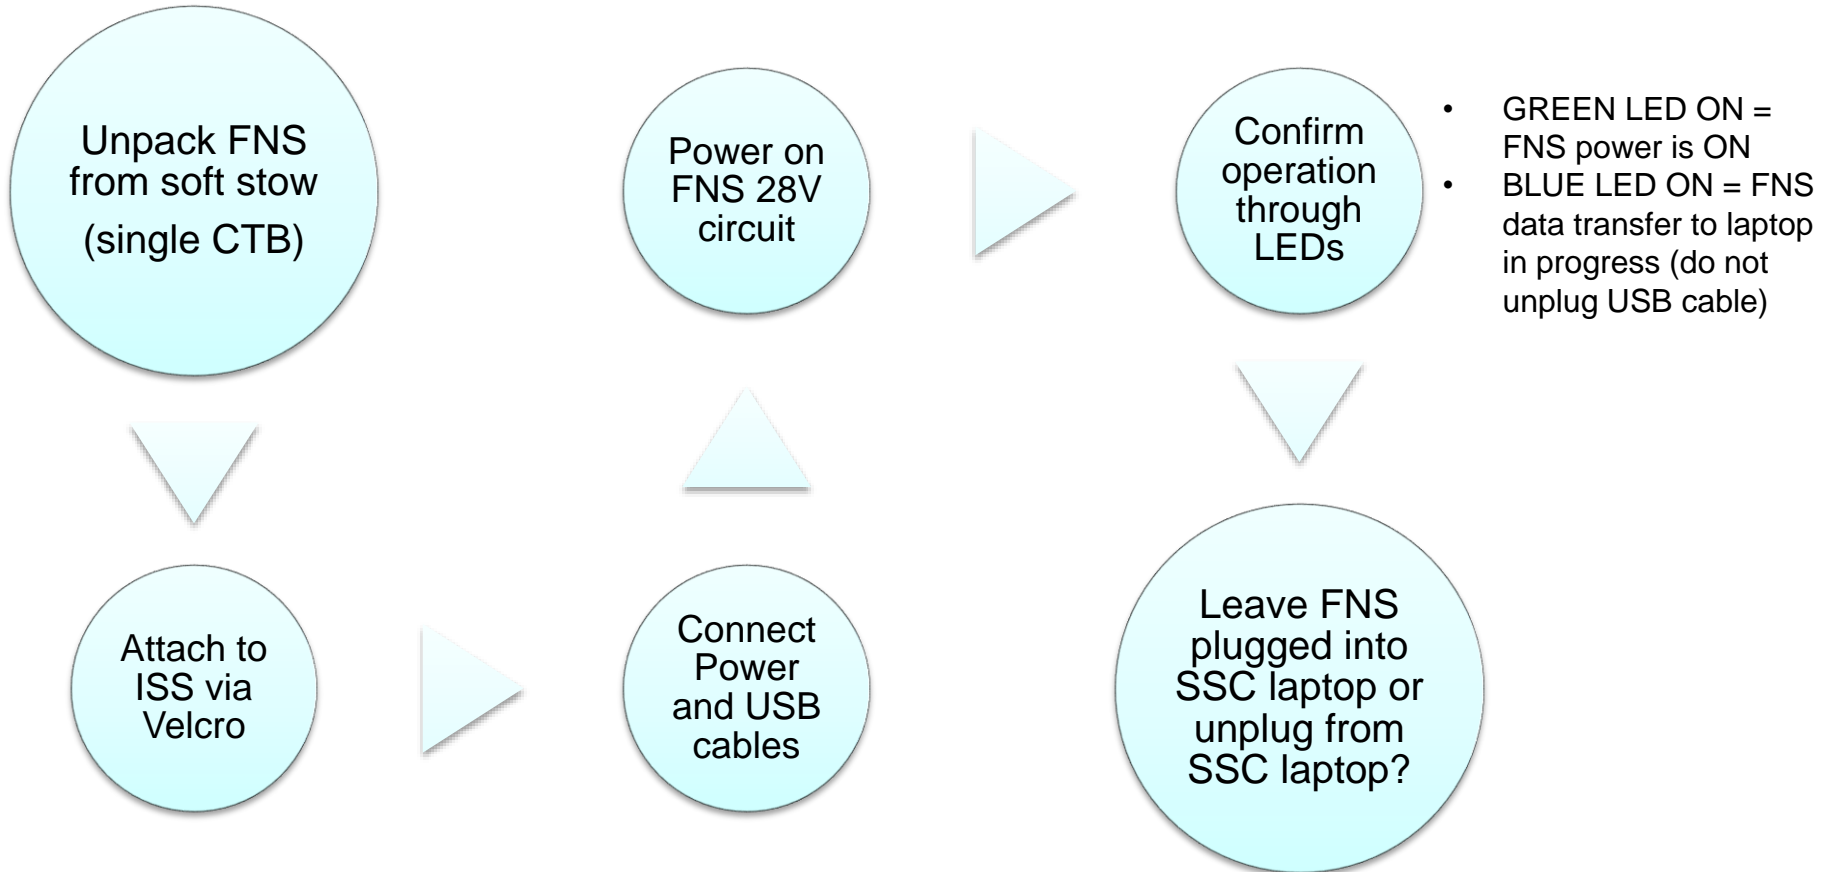 Unpack FNS
from soft stow
(single CTB)
Attach to
ISS via
Velcro
Connect
Power
and USB
cables
Power on
FNS 28V
circuit
Confirm
operation
through
LEDs
• GREEN LED ON =
FNS power is ON
• BLUE LED ON = FNS
data transfer to laptop
in progress (do not
unplug USB cable)
Leave FNS
plugged into
SSC laptop or
unplug from
SSC laptop?